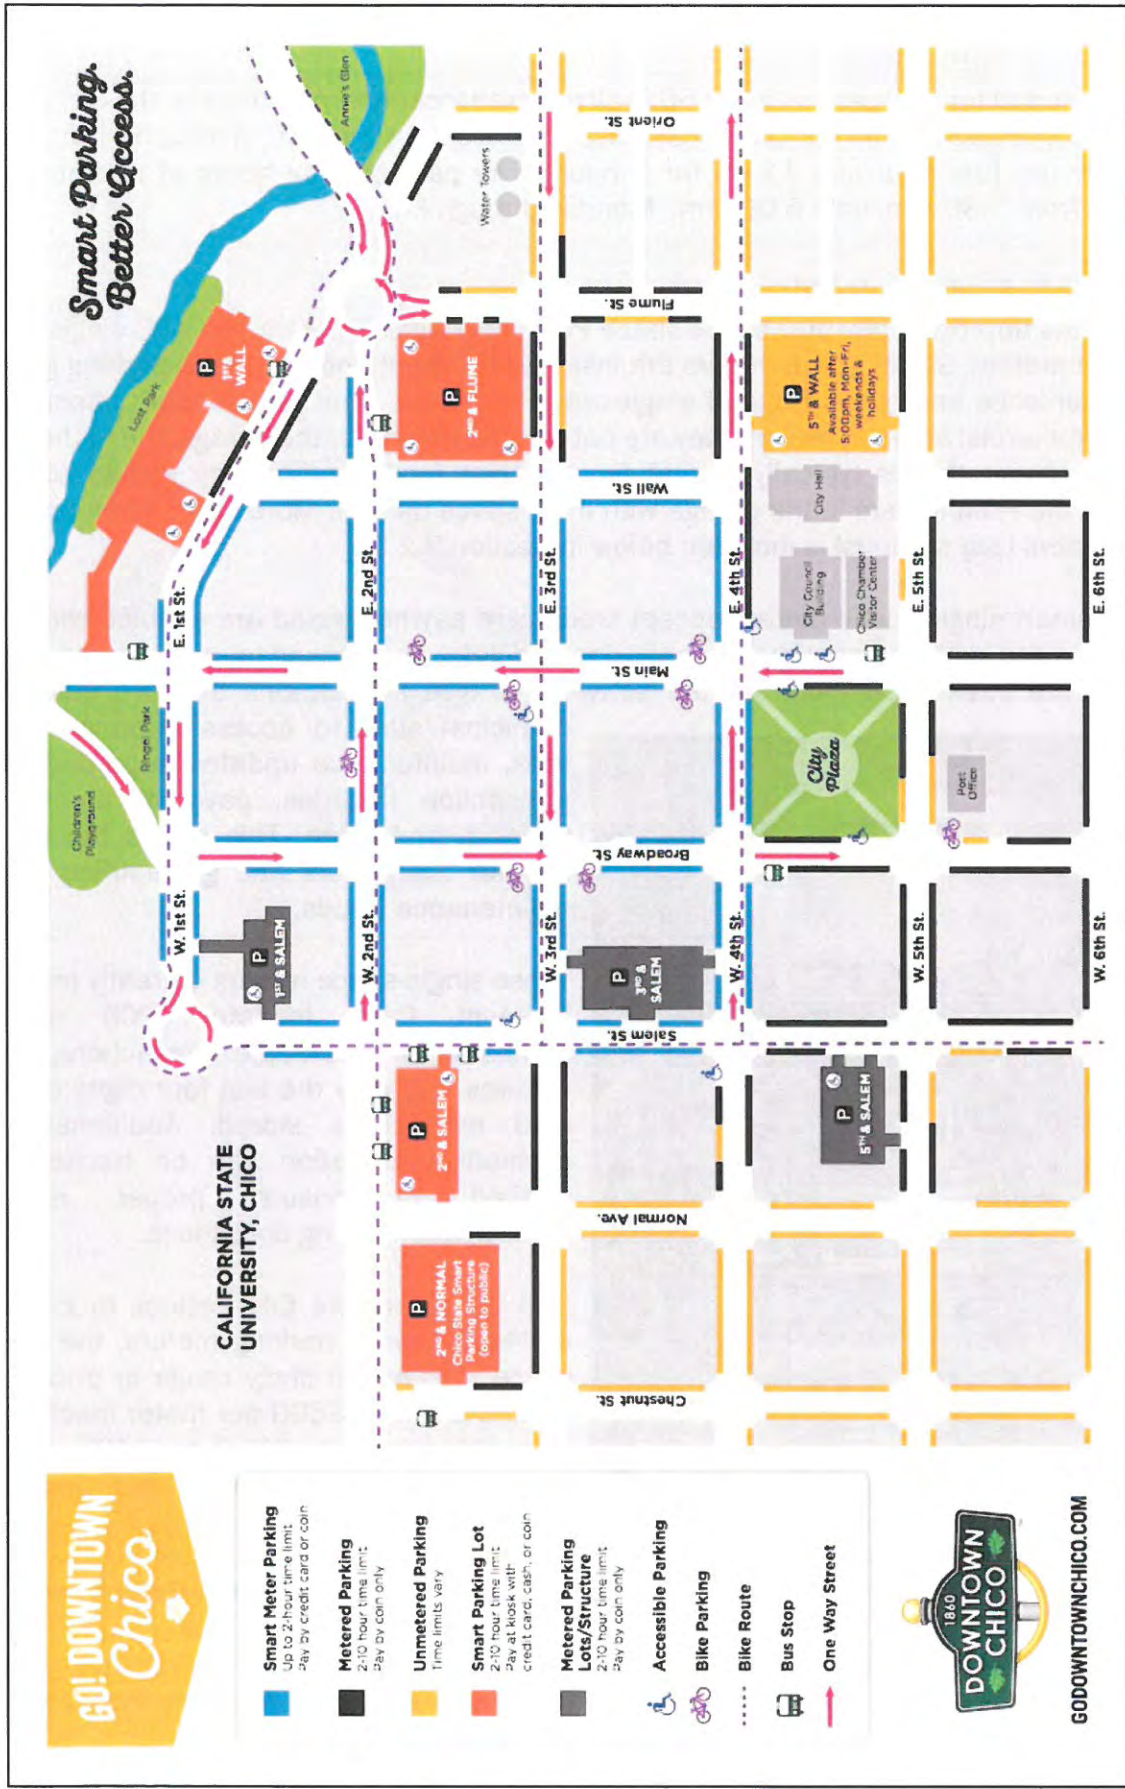 GO! DOWNTOWN
Chico
Smart Meter Parking
Up to 2-hour time limit
Pay by credit card or coin
Metered Parking
2-10 hour time limit
Pay by coin only
Unmetered Parking
Time limits vary
Smart Parking Lot
2-10 hour time limit
Pay at kiosk with
credit card, cash, or coin
Metered Parking
Lots/Structure
2-10 hour time limit
Pay by coin only
Accessible Parking
Bike Parking
Bike Route
Bus Stop
One Way Street
1860
DOWNTOWN
CHICO
GODOWNTOWNCHICO.COM
Smart Parking.
Better Access.
CALIFORNIA STATE
UNIVERSITY, CHICO
Children's
Playground
Ringel Park
Lost Park
Annie's Glen
Water Towers
P
1ST &
WALL
W. 1st St.
E. 1st St.
P
1ST & SALEM
W. 2nd St.
E. 2nd St.
P
2ND & NORMAL
Chico State Smart
Parking Structure
(open to public)
P
2ND & SALEM
P
2ND & FLUME
W. 3rd St.
E. 3rd St.
Chestnut St.
Normal Ave.
Salem St.
Broadway St.
Main St.
Wall St.
Flume St.
Orient St.
P
3RD &
SALEM
W. 4th St.
E. 4th St.
P
5TH & SALEM
City
Plaza
City Council
Building
City Hall
Chico Chamber
Visitor Center
P
5TH & WALL
Available after
5:00pm, Mon-Fri,
weekends &
holidays
W. 5th St.
E. 5th St.
Post
Office
W. 6th St.
E. 6th St.